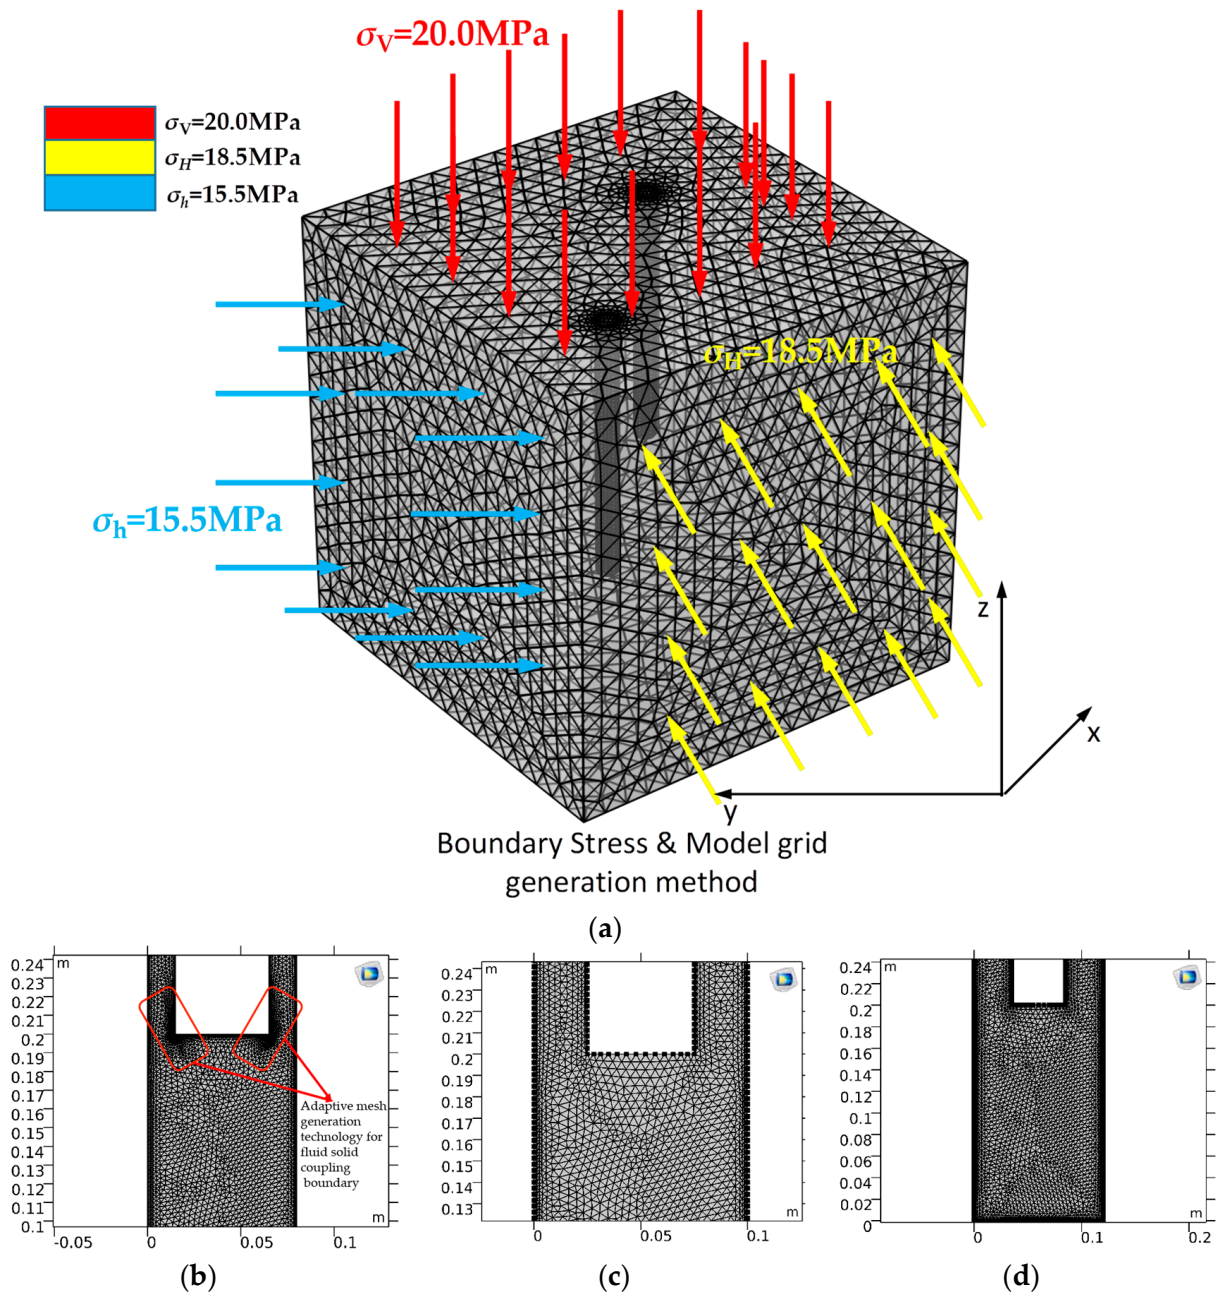 σV=20.0MPa
σV=20.0MPa
σH=18.5MPa
σh=15.5MPa
σH=18.5MPa
σh=15.5MPa
z
x
y
Boundary Stress & Model grid
generation method
(a)
m
0.24
0.23
0.22
0.21
0.2
0.19
0.18
0.17
0.16
0.15
0.14
0.13
0.12
0.11
0.1
Adaptive mesh
generation
technology for
fluid solid
coupling
boundary
m
-0.05
0
0.05
0.1
(b)
m
0.24
0.23
0.22
0.21
0.2
0.19
0.18
0.17
0.16
0.15
0.14
0.13
m
0
0.05
0.1
(c)
m
0.24
0.22
0.2
0.18
0.16
0.14
0.12
0.1
0.08
0.06
0.04
0.02
0
m
0
0.1
0.2
(d)